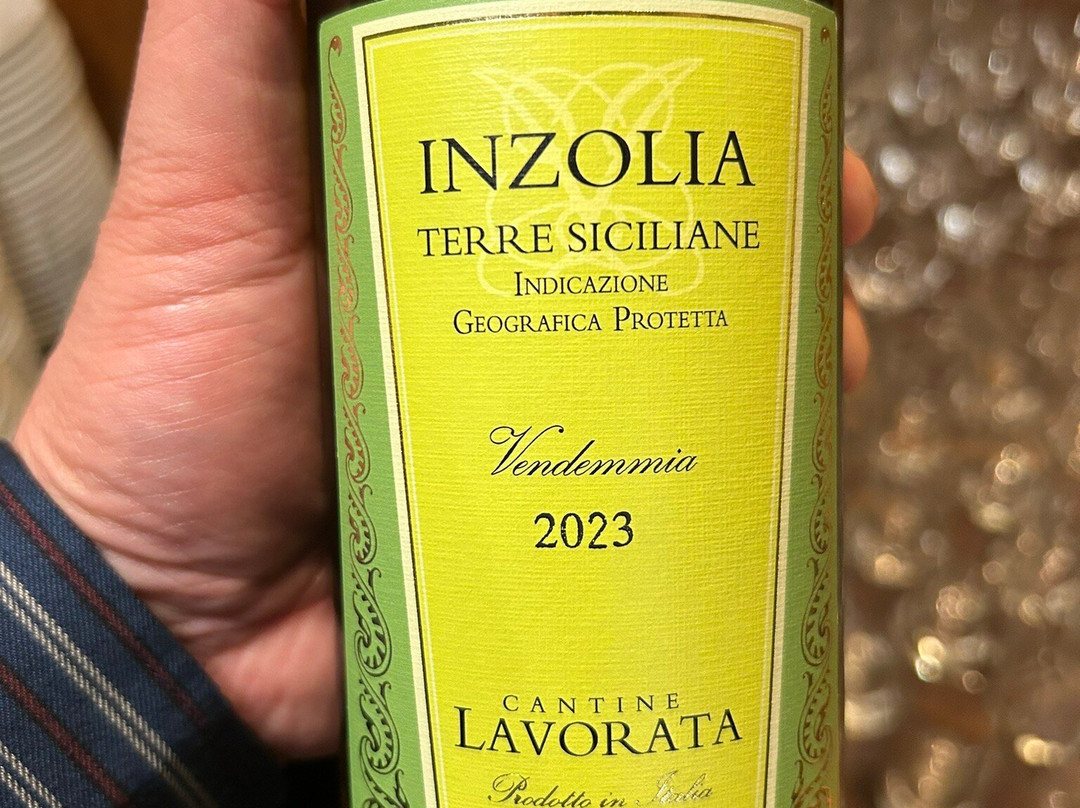 INZOLIA
TERRE SICILIANE
INDICAZIONE
GEOGRAFICA PROTETTA
Vendemmia
2023
CANTINE
LAVORATA
Prodotto in Italia